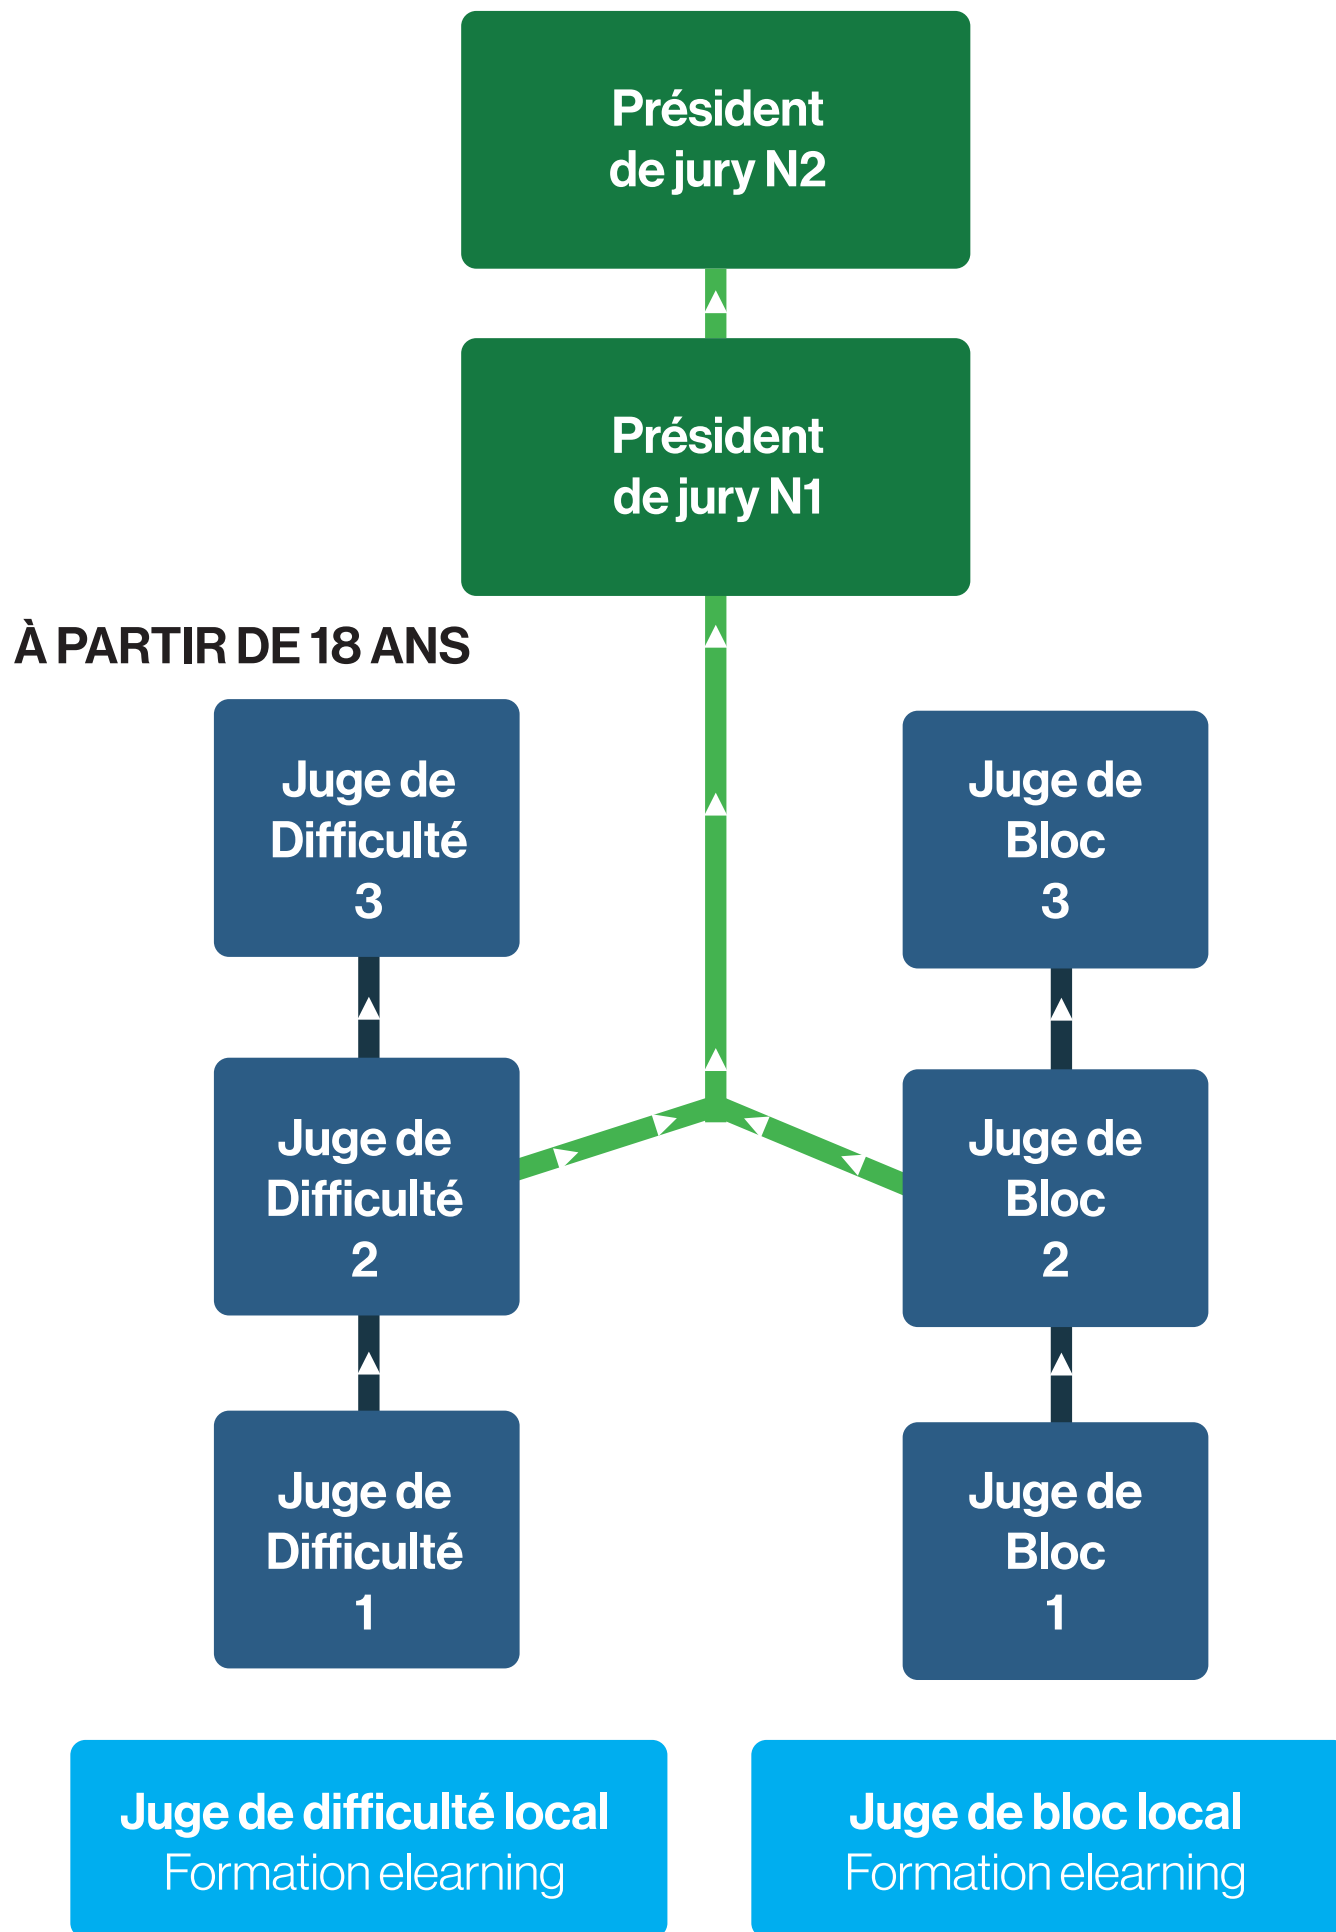 Président
de jury N2
Président
de jury N1
À PARTIR DE 18 ANS
Juge de
Difficulté
3
Juge de
Bloc
3
Juge de
Difficulté
2
Juge de
Bloc
2
Juge de
Difficulté
1
Juge de
Bloc
1
Juge de difficulté local
Formation elearning
Juge de bloc local
Formation elearning